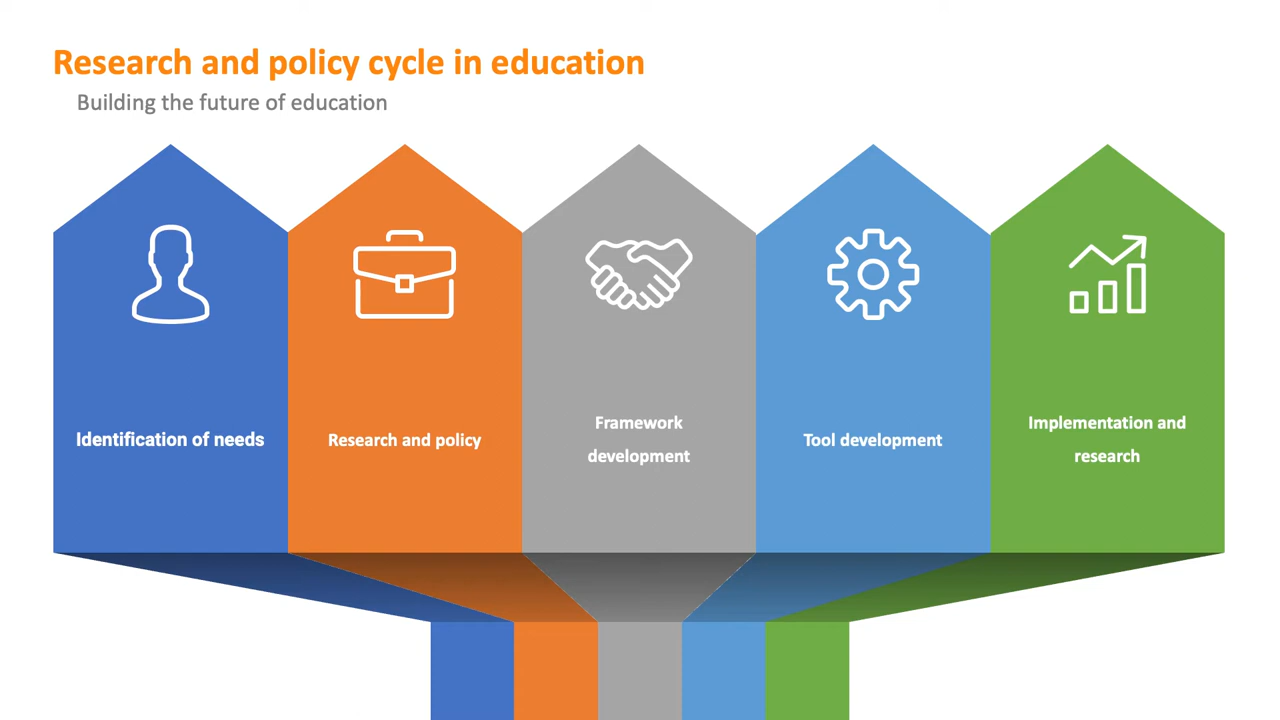 Research and policy cycle in education
Building the future of education
Identification of needs
Research and policy
Framework
development
Tool development
Implementation and
research